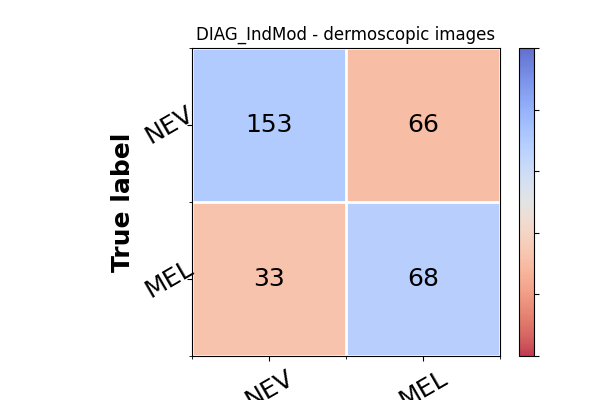 DIAG_IndMod - dermoscopic images
True label
NEV
153
66
MEL
33
68
NEV
MEL